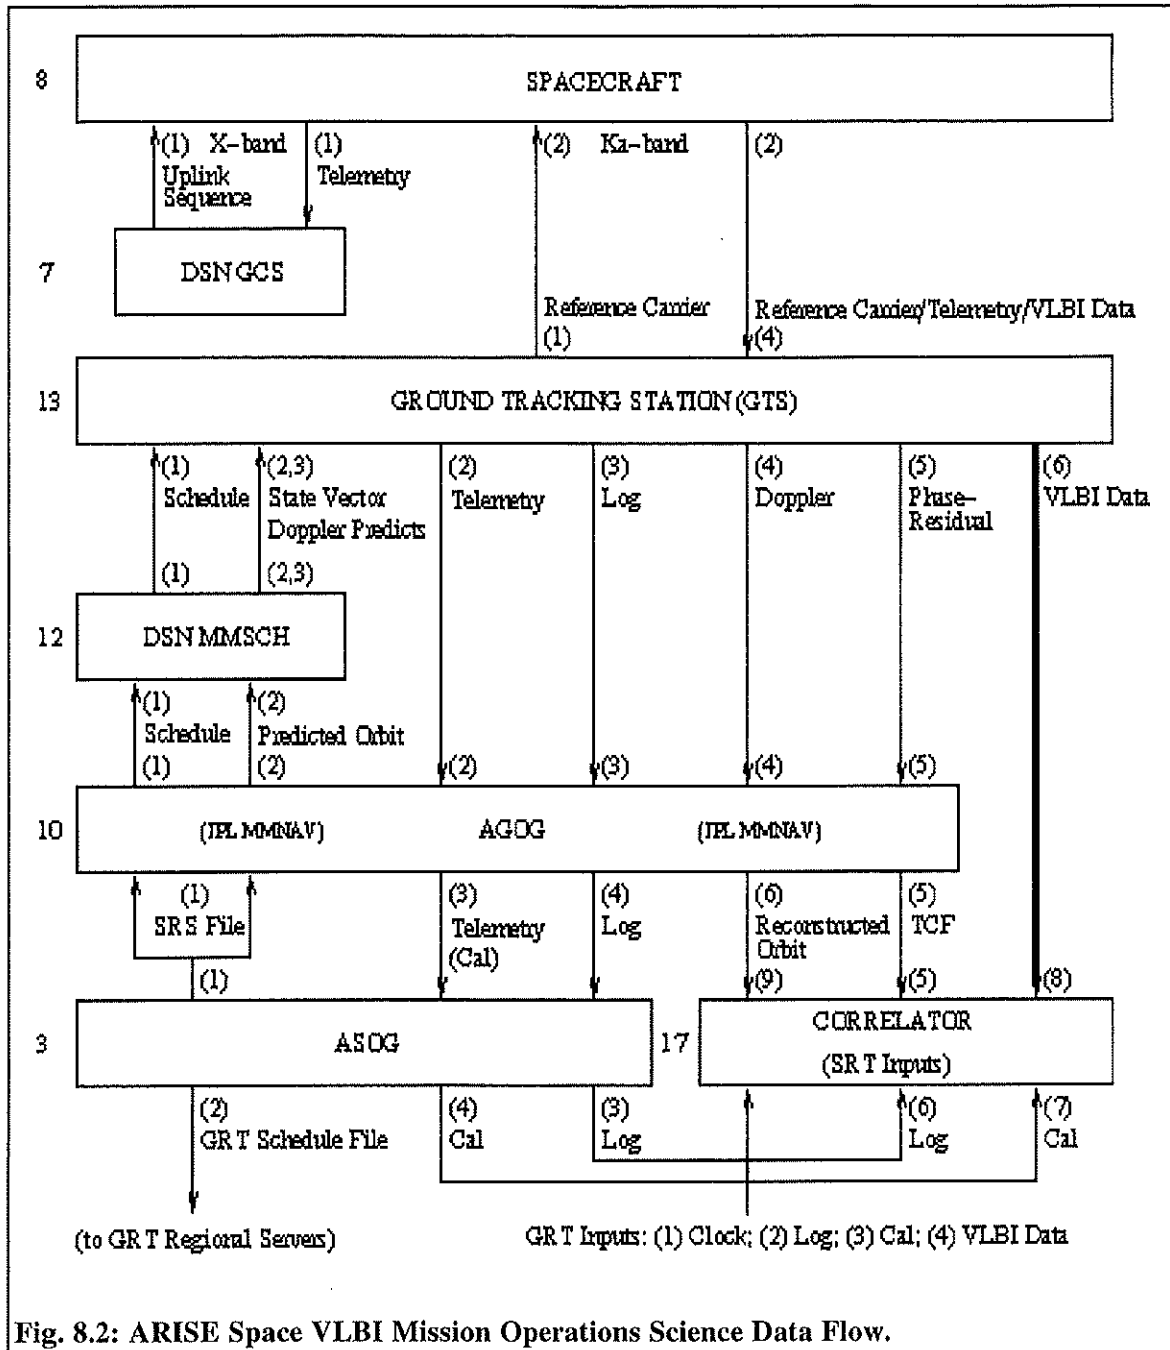 8
SPACECRAFT
(1) X-band (1) (2) Ka-band (2)
Uplink Telemetry
Sequence
7
DSN GCS
Reference Carrier Reference Carrier/Telemetry/VLBI Data
(1) (4)
13
GROUND TRACKING STATION (GTS)
(1) (2,3) (2) (3) (4) (5) (6)
Schedule State Vector Telemetry Log Doppler Phase- VLBI Data
Doppler Predicts Residual
(1) (2,3)
12
DSN MMSCH
(1) (2)
Schedule Predicted Orbit
(1) (2) (2) (3) (4) (5)
10
(JPL MMNAV) AGOG (JPL MMNAV)
(1) (3) (4) (6) (5)
SRS File Telemetry Log Reconstructed TCF
(Cal) Orbit
(1) (9) (5) (8)
3
ASOG
17
CORRELATOR
(SRT Inputs)
(2) (4) (3) (6) (7)
GRT Schedule File Cal Log Log Cal
(to GRT Regional Servers) GRT Inputs: (1) Clock; (2) Log; (3) Cal; (4) VLBI Data
Fig. 8.2: ARISE Space VLBI Mission Operations Science Data Flow.